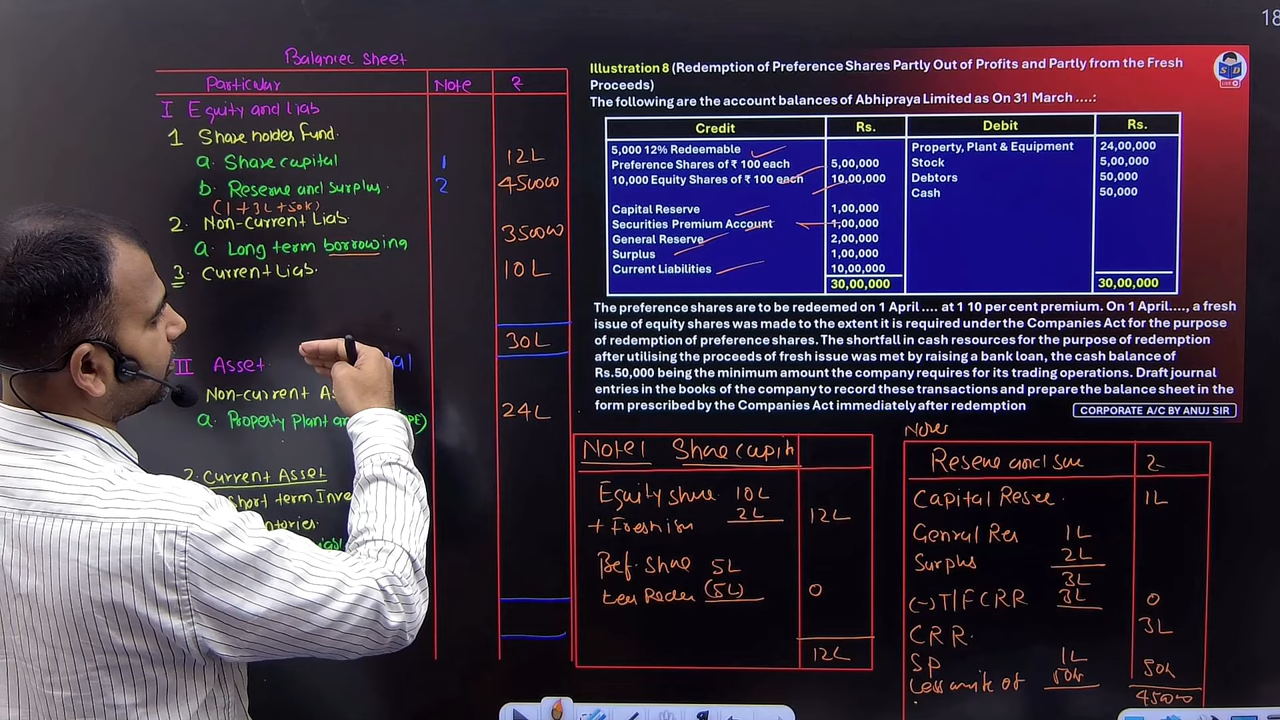 18
Balaniec sheet
Particular Note ₹
I Equity and liab
1 Share holdes fund.
a. Share capital 1 12L
b. Reserve and Surplus. 2 450000
(1+3L+50K)
2. Non-current Liab.
a. Long term borrowing 350000
3. Current Liab. 10L
30L
II Asset. tal
Non-current As
a. Property Plant an PE) 24L
2. Current Asset
Short term Inve
ntories.
Illustration 8 (Redemption of Preference Shares Partly Out of Profits and Partly from the Fresh
Proceeds)
The following are the account balances of Abhipraya Limited as On 31 March ....:
Credit Rs. Debit Rs.
5,000 12% Redeemable Property, Plant & Equipment 24,00,000
Preference Shares of ₹ 100 each 5,00,000 Stock 5,00,000
10,000 Equity Shares of ₹ 100 each 10,00,000 Debtors 50,000
Cash 50,000
Capital Reserve 1,00,000
Securities Premium Account 1,00,000
General Reserve 2,00,000
Surplus 1,00,000
Current Liabilities 10,00,000
30,00,000 30,00,000
The preference shares are to be redeemed on 1 April .... at 1 10 per cent premium. On 1 April...., a fresh
issue of equity shares was made to the extent it is required under the Companies Act for the purpose
of redemption of preference shares. The shortfall in cash resources for the purpose of redemption
after utilising the proceeds of fresh issue was met by raising a bank loan, the cash balance of
Rs.50,000 being the minimum amount the company requires for its trading operations. Draft journal
entries in the books of the company to record these transactions and prepare the balance sheet in the
form prescribed by the Companies Act immediately after redemption
CORPORATE A/C BY ANUJ SIR
SD
Note1 Share capit
Equity share 10L
+ Fresh issu 2L 12L
Pref. Share 5L
less Redem (5L) 0
12L
Notes
Reserve and Sur 2
Capital Reserve. 1L
Genral Res 1L
Surplus 2L
3L
(-) T/F CRR 3L 0
CRR. 3L
SP 1L
Less write of 50k 50k
45000